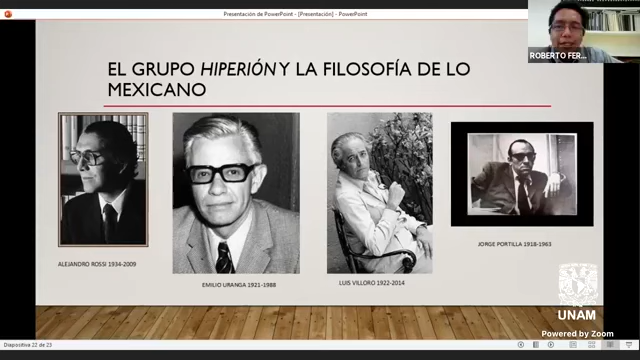 Presentación de PowerPoint - [Presentación] - PowerPoint
ROBERTO FER...
EL GRUPO HIPERIÓN Y LA FILOSOFÍA DE LO
MEXICANO
ALEJANDRO ROSSI 1934-2009
EMILIO URANGA 1921-1988
LUIS VILLORO 1922-2014
JORGE PORTILLA 1918-1963
UNAM
Powered by Zoom
Diapositiva 22 de 23